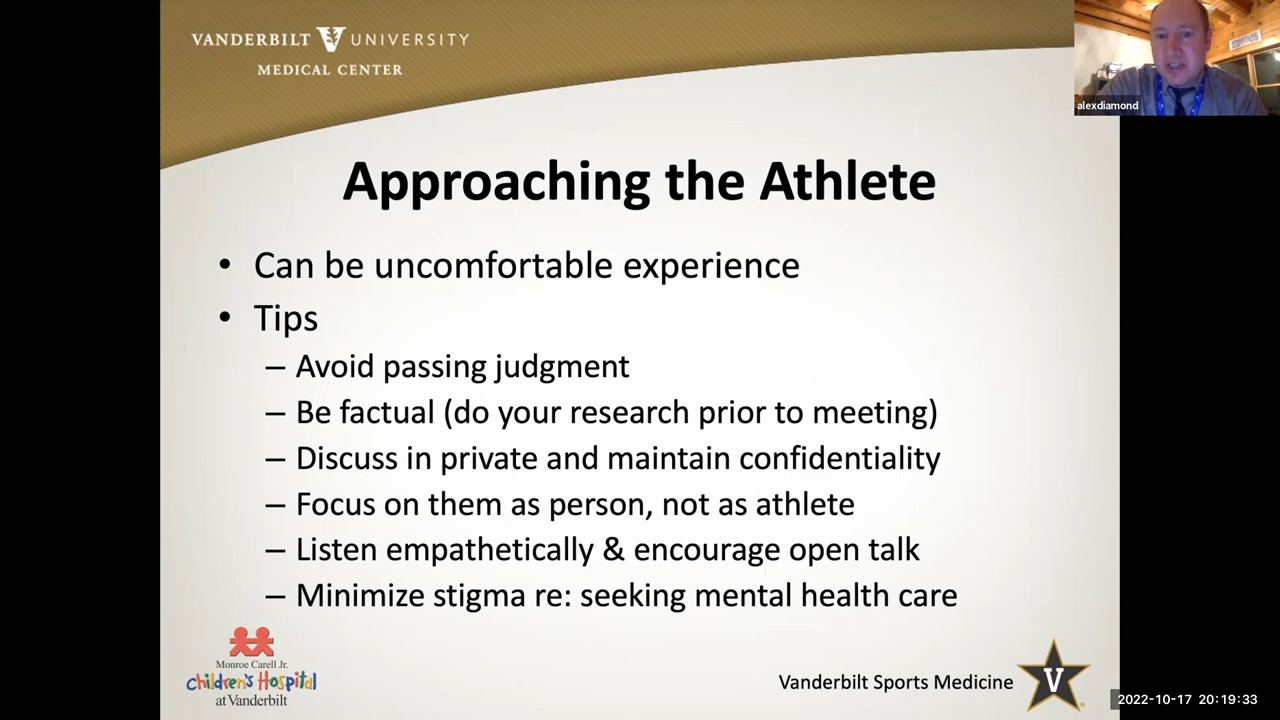 VANDERBILT V UNIVERSITY
MEDICAL CENTER
alexdiamond
Approaching the Athlete
• Can be uncomfortable experience
• Tips
– Avoid passing judgment
– Be factual (do your research prior to meeting)
– Discuss in private and maintain confidentiality
– Focus on them as person, not as athlete
– Listen empathetically & encourage open talk
– Minimize stigma re: seeking mental health care
Monroe Carell Jr.
Children's Hospital
at Vanderbilt
Vanderbilt Sports Medicine
V
2022-10-17 20:19:33